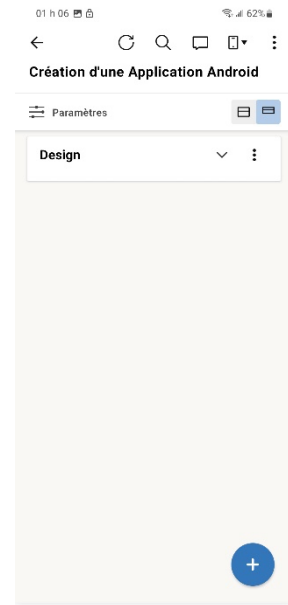 01 h 06 62%
Création d'une Application Android
Paramètres
Design